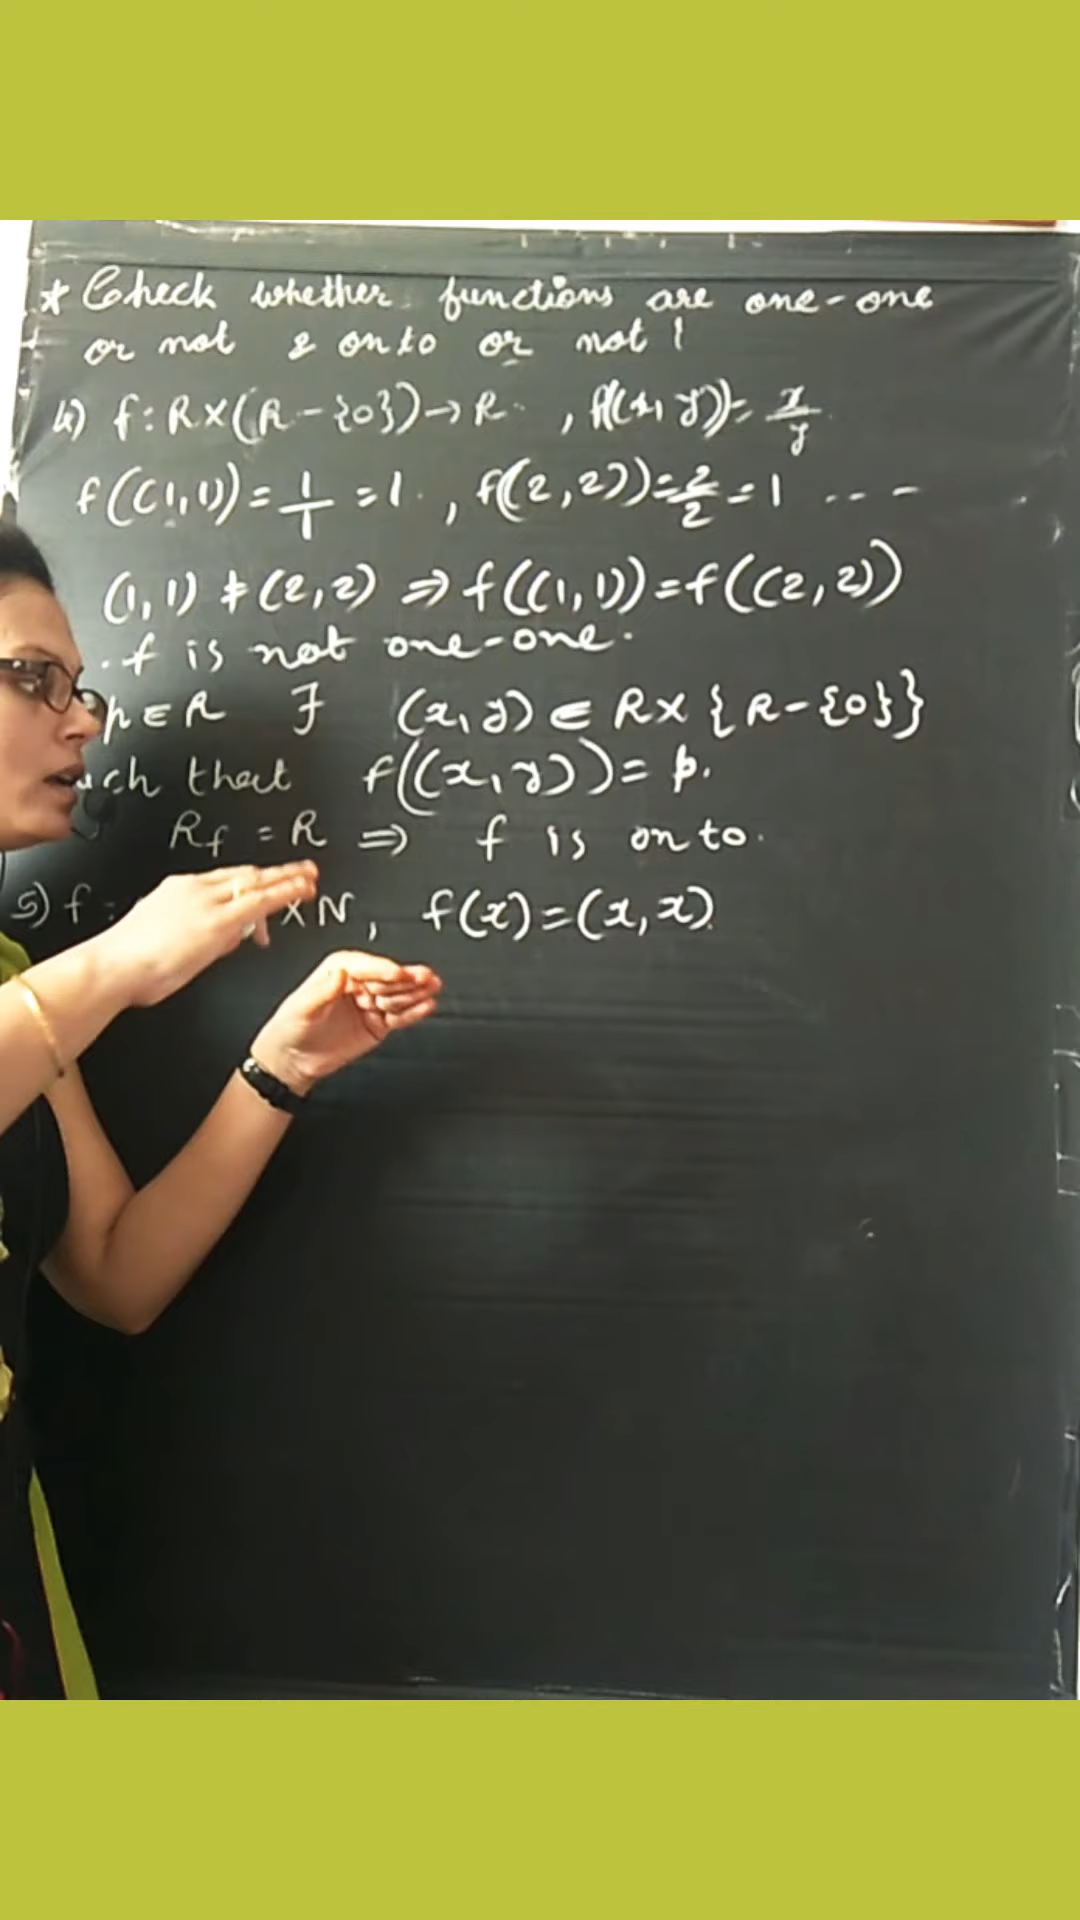 * Check whether functions are one-one
or not & onto or not !
4) f: R×(R-{0})→R , f((x,y))= x/y
f((1,1)) = 1/1 = 1 , f((2,2)) = 2/2 = 1 ---
(1,1) ≠ (2,2) ⇒ f((1,1)) = f((2,2))
. f is not one-one.
p∈R ∃ (x,y) ∈ R×{R-{0}}
such that f((x,y)) = p.
Rf = R ⇒ f is onto.
5) f: ×N, f(x)=(x,x).